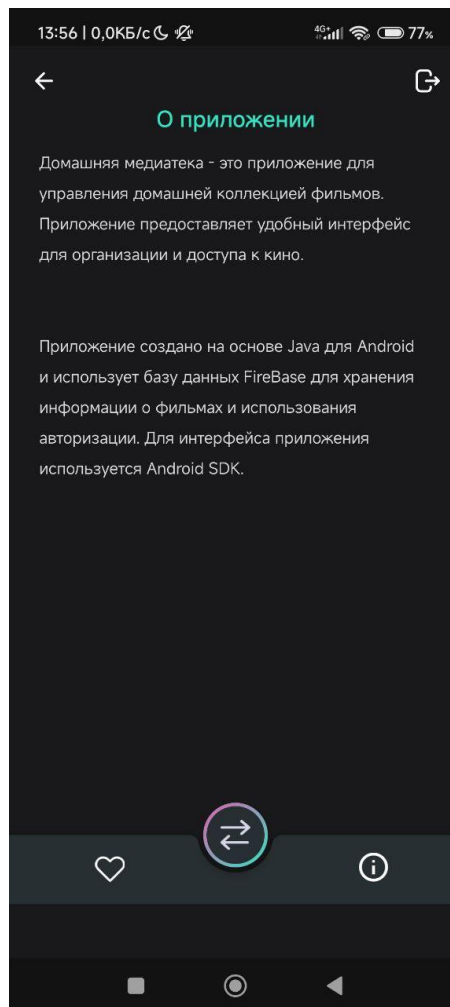 13:56 | 0,0КБ/с 4G+ 77%
О приложении
Домашняя медиатека - это приложение для
управления домашней коллекцией фильмов.
Приложение предоставляет удобный интерфейс
для организации и доступа к кино.
Приложение создано на основе Java для Android
и использует базу данных FireBase для хранения
информации о фильмах и использования
авторизации. Для интерфейса приложения
используется Android SDK.